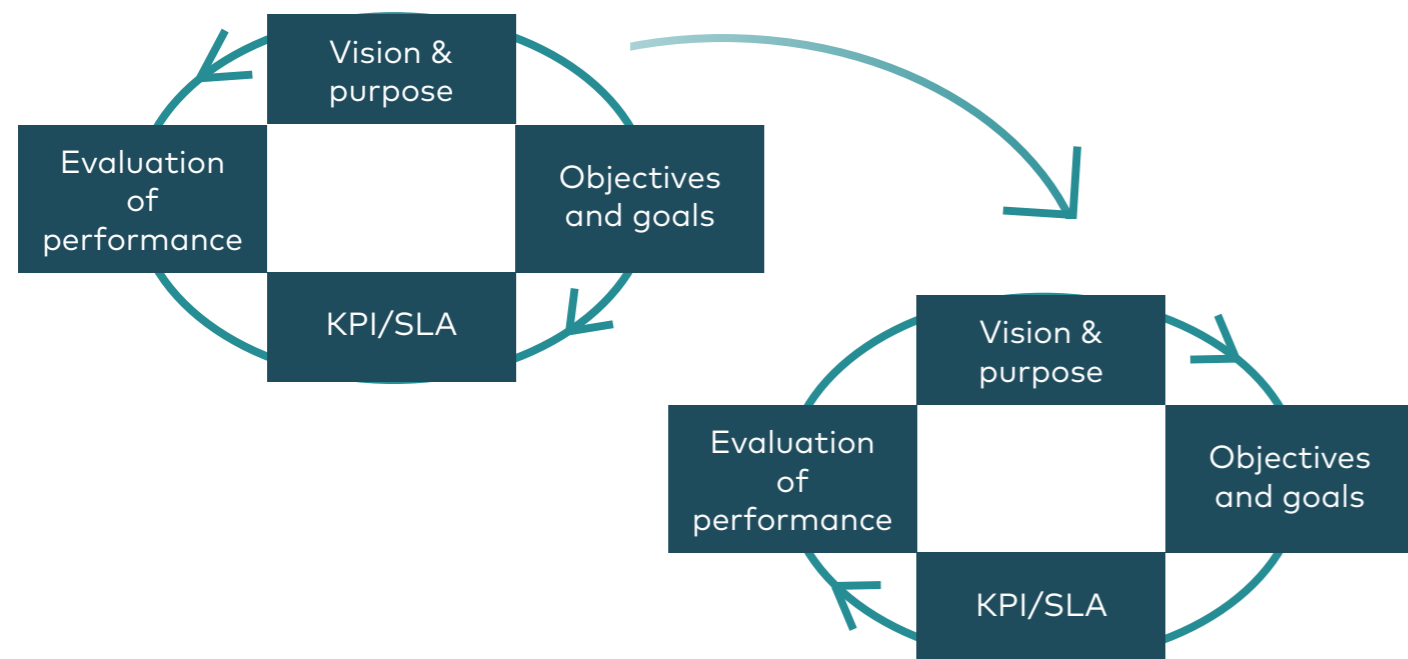 Vision &
purpose
Evaluation
of
performance
Objectives
and goals
KPI/SLA
Vision &
purpose
Evaluation
of
performance
Objectives
and goals
KPI/SLA